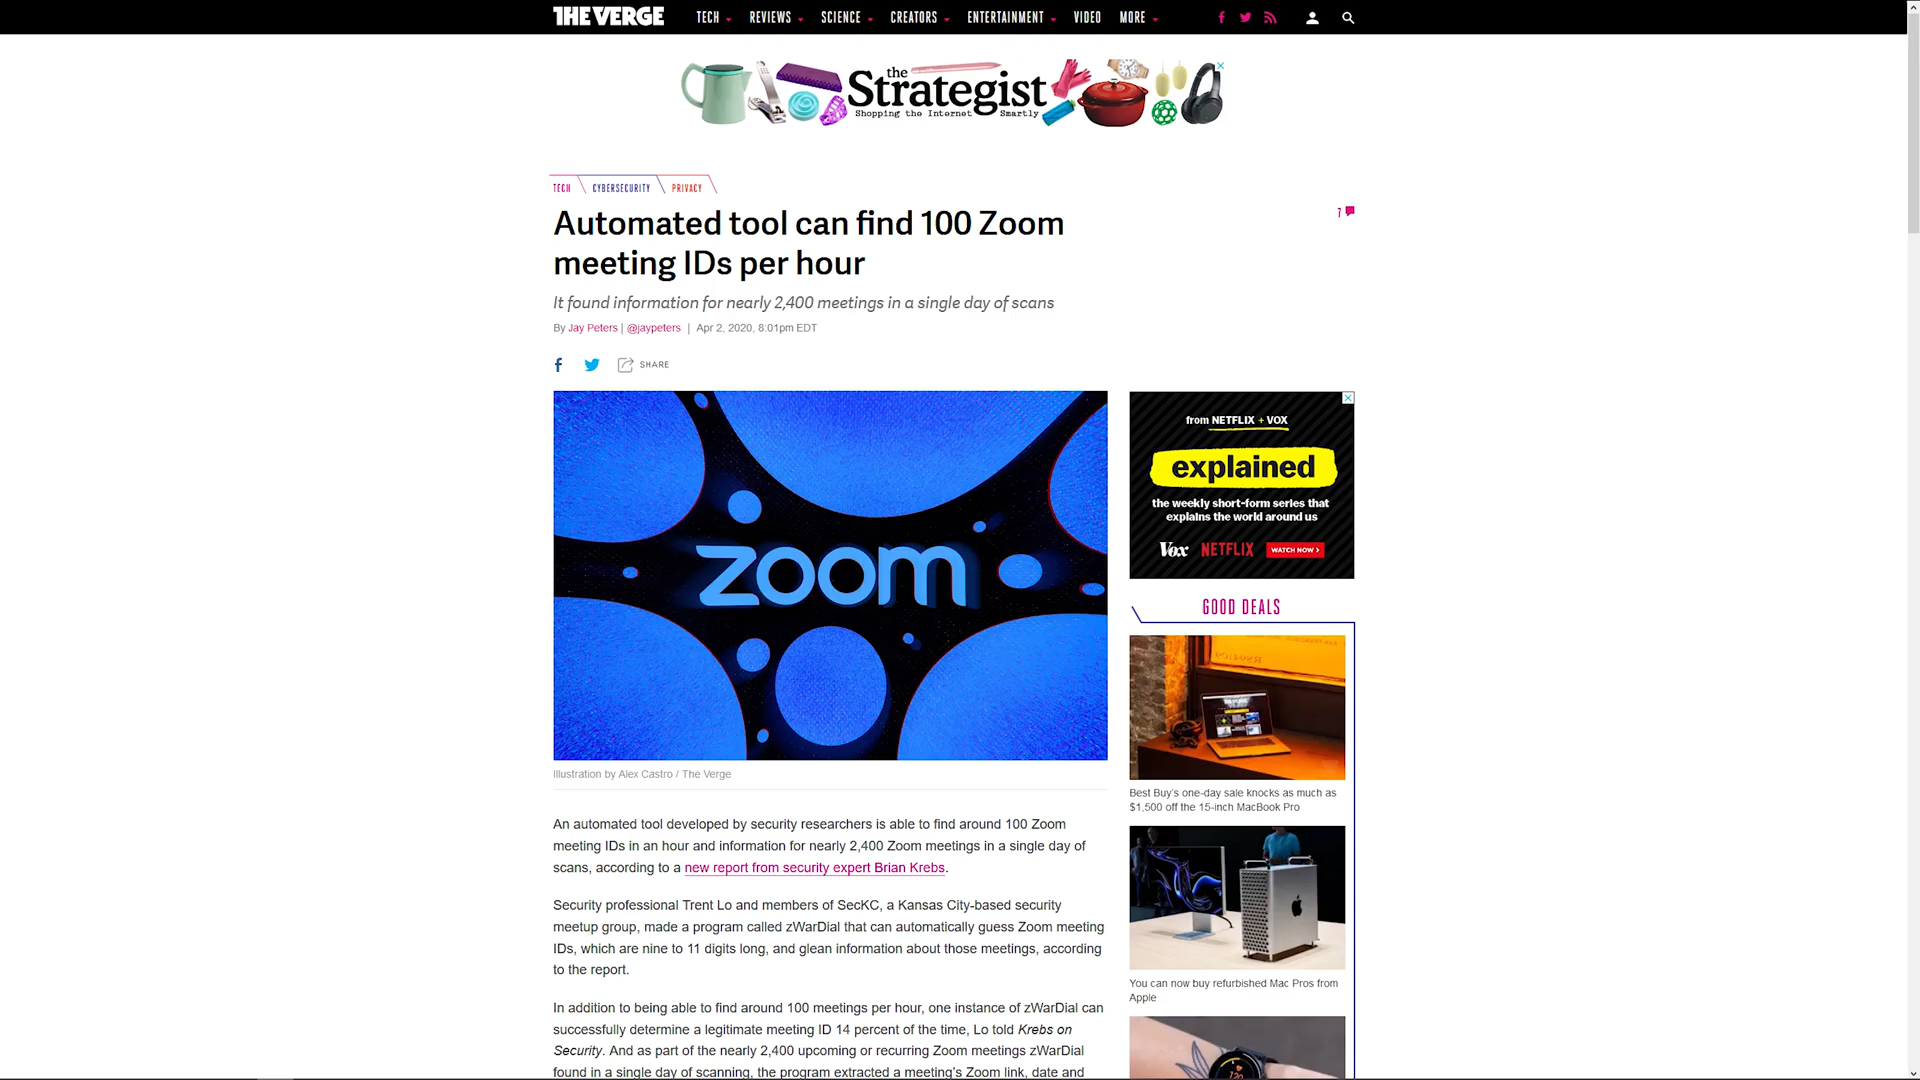 THE VERGE
TECH REVIEWS SCIENCE CREATORS ENTERTAINMENT VIDEO MORE
the
Strategist
Shopping the Internet Smartly
TECH CYBERSECURITY PRIVACY
Automated tool can find 100 Zoom
meeting IDs per hour
7
It found information for nearly 2,400 meetings in a single day of scans
By Jay Peters | @jaypeters | Apr 2, 2020, 8:01pm EDT
SHARE
zoom
Illustration by Alex Castro / The Verge
An automated tool developed by security researchers is able to find around 100 Zoom
meeting IDs in an hour and information for nearly 2,400 Zoom meetings in a single day of
scans, according to a new report from security expert Brian Krebs.
Security professional Trent Lo and members of SecKC, a Kansas City-based security
meetup group, made a program called zWarDial that can automatically guess Zoom meeting
IDs, which are nine to 11 digits long, and glean information about those meetings, according
to the report.
In addition to being able to find around 100 meetings per hour, one instance of zWarDial can
successfully determine a legitimate meeting ID 14 percent of the time, Lo told Krebs on
Security. And as part of the nearly 2,400 upcoming or recurring Zoom meetings zWarDial
found in a single day of scanning, the program extracted a meeting's Zoom link, date and
from NETFLIX + VOX
explained
the weekly short-form series that
explains the world around us
Vox NETFLIX WATCH NOW >
GOOD DEALS
Best Buy's one-day sale knocks as much as
$1,500 off the 15-inch MacBook Pro
You can now buy refurbished Mac Pros from
Apple